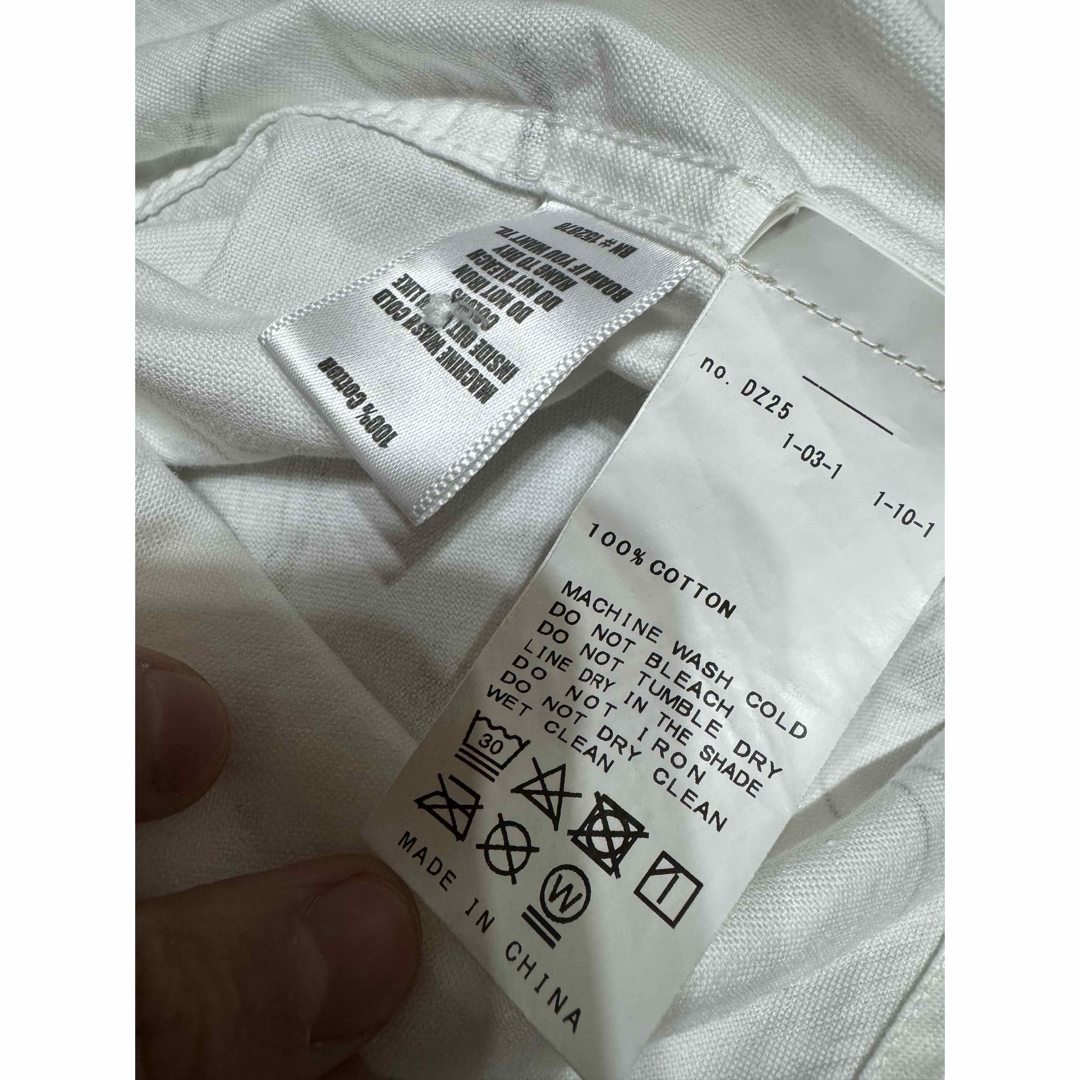 100% Cotton
MACHINE WASH COLD
INSIDE OUT, LIKE
COLORS
DO NOT IRON
DO NOT BLEACH
HANG TO DRY
ROAM IF YOU WANT TO.
no. DZ25
1-03-1
1-10-1
100% COTTON
MACHINE WASH COLD
DO NOT BLEACH
DO NOT TUMBLE DRY
LINE DRY IN THE SHADE
DO NOT IRON
DO NOT DRY CLEAN
WET CLEAN
30
W
MADE IN CHINA